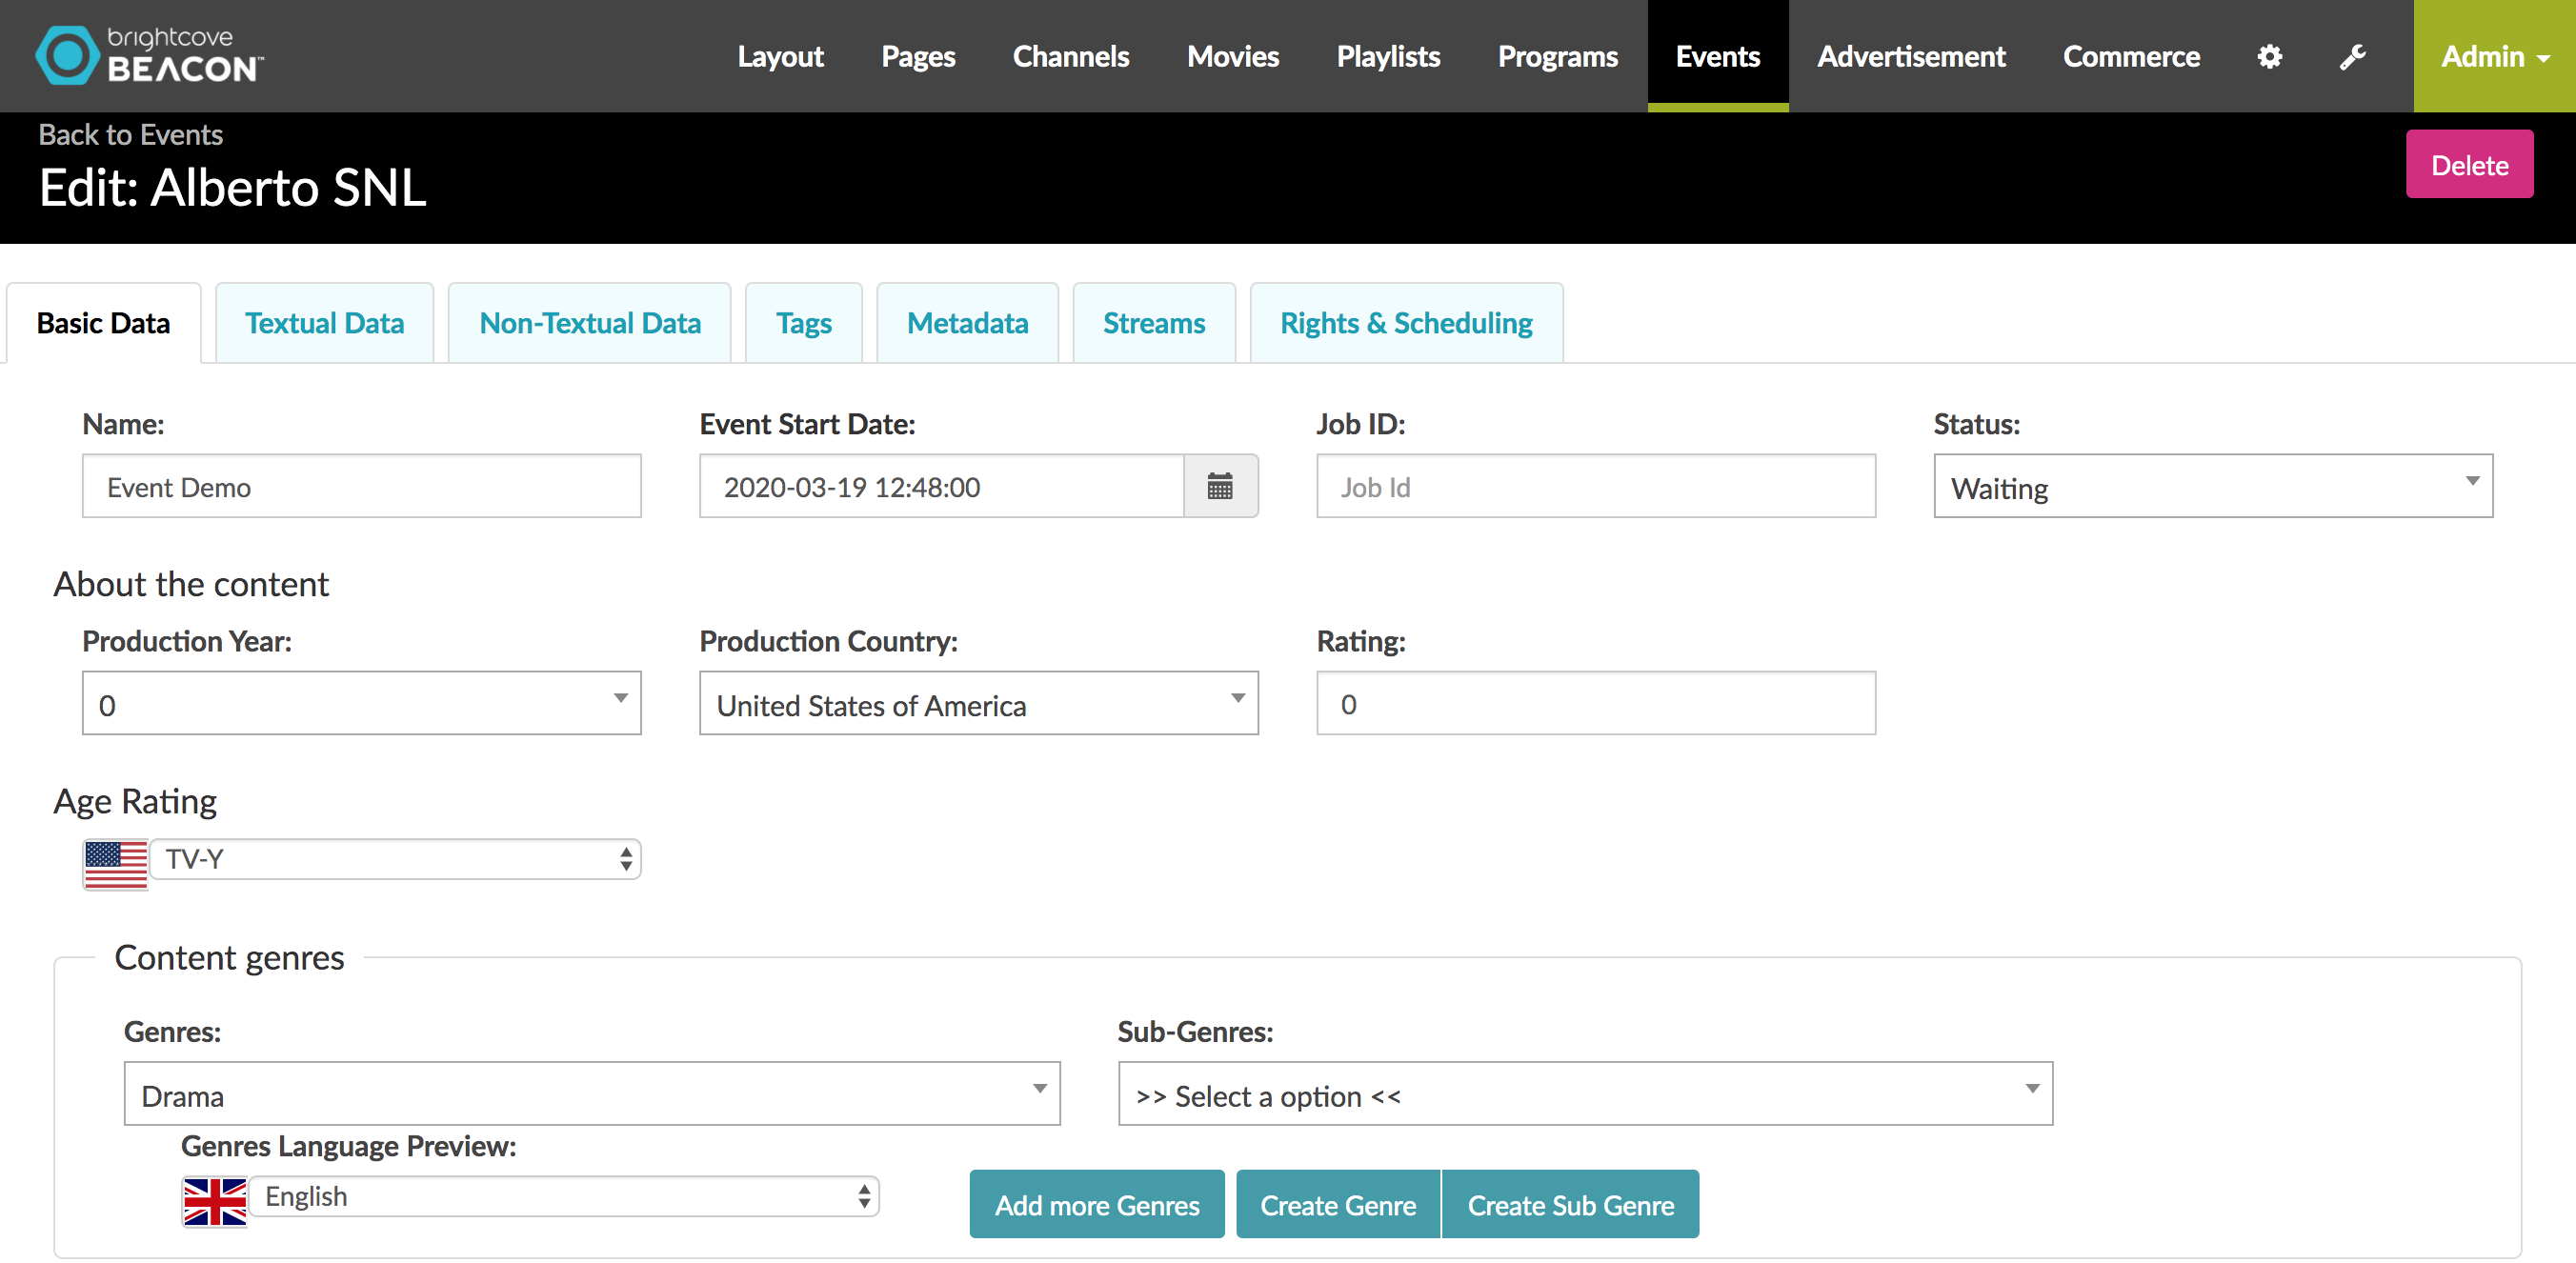 brightcove
BEACON™
Layout Pages Channels Movies Playlists Programs Events Advertisement Commerce Admin
Back to Events
Edit: Alberto SNL
Delete
Basic Data Textual Data Non-Textual Data Tags Metadata Streams Rights & Scheduling
Name: Event Start Date: Job ID: Status:
Event Demo 2020-03-19 12:48:00 Job Id Waiting
About the content
Production Year: Production Country: Rating:
0 United States of America 0
Age Rating
TV-Y
Content genres
Genres: Sub-Genres:
Drama >> Select a option <<
Genres Language Preview:
English Add more Genres Create Genre Create Sub Genre